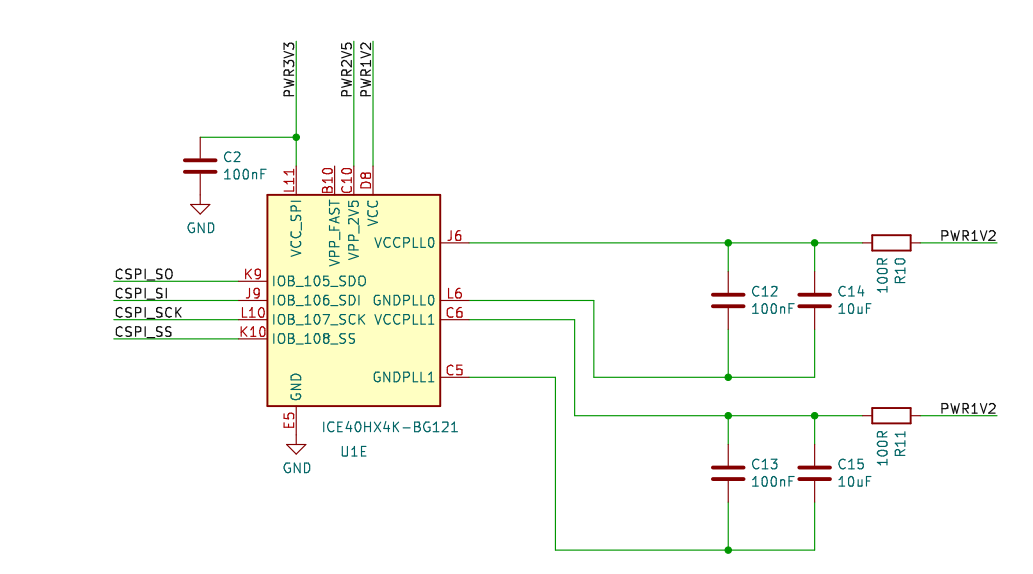 PWR3V3
PWR2V5
PWR1V2
C2
100nF
GND
L11
B10
C10
D8
VCC_SPI
VPP_FAST
VPP_2V5
VCC
VCCPLL0
J6
PWR1V2
100R
R10
CSPI_SO
K9
IOB_105_SDO
CSPI_SI
J9
IOB_106_SDI
GNDPLL0
L6
CSPI_SCK
L10
IOB_107_SCK
VCCPLL1
C6
CSPI_SS
K10
IOB_108_SS
C12
100nF
C14
10uF
GND
GNDPLL1
C5
E5
GND
ICE40HX4K-BG121
U1E
PWR1V2
100R
R11
C13
100nF
C15
10uF